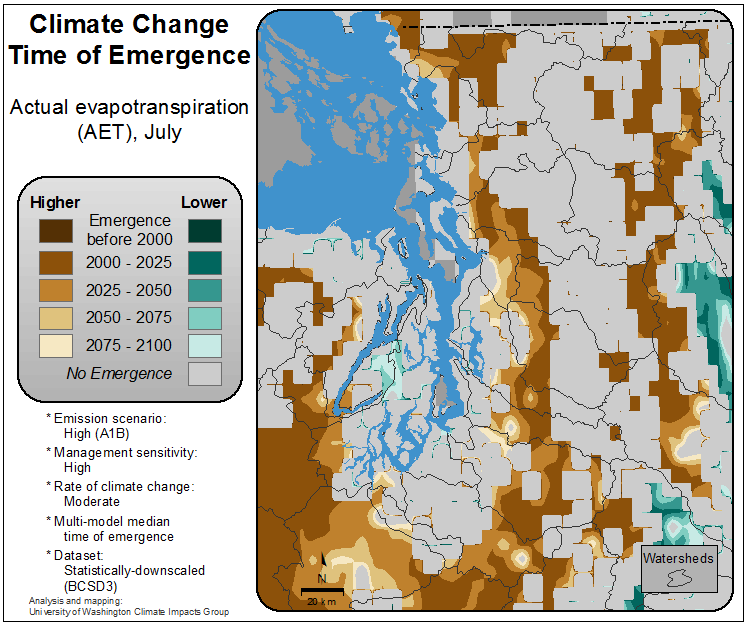 Climate Change
Time of Emergence
Actual evapotranspiration
(AET), July
Higher
Lower
Emergence
before 2000
2000 - 2025
2025 - 2050
2050 - 2075
2075 - 2100
No Emergence
* Emission scenario:
High (A1B)
* Management sensitivity:
High
* Rate of climate change:
Moderate
* Multi-model median
time of emergence
* Dataset:
Statistically-downscaled
(BCSD3)
Analysis and mapping:
University of Washington Climate Impacts Group
N
20 km
Watersheds